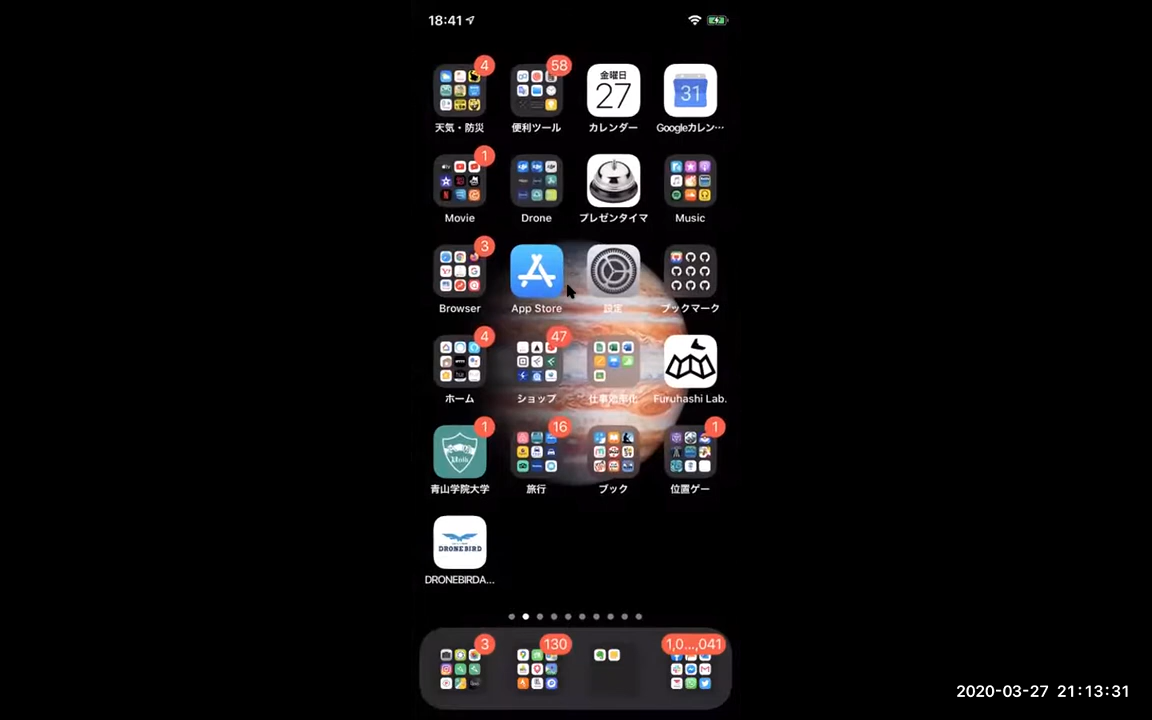 18:41
4
58
金曜日
27
31
天気・防災
便利ツール
カレンダー
Googleカレン…
1
Movie
Drone
プレゼンタイマ
Music
3
Browser
App Store
設定
ブックマーク
4
47
ホーム
ショップ
仕事効率化
Furuhashi Lab.
1
16
1
青山学院大学
旅行
ブック
位置ゲー
DRONEBIRD
DRONEBIRDA...
3
130
1,0...,041
2020-03-27 21:13:31